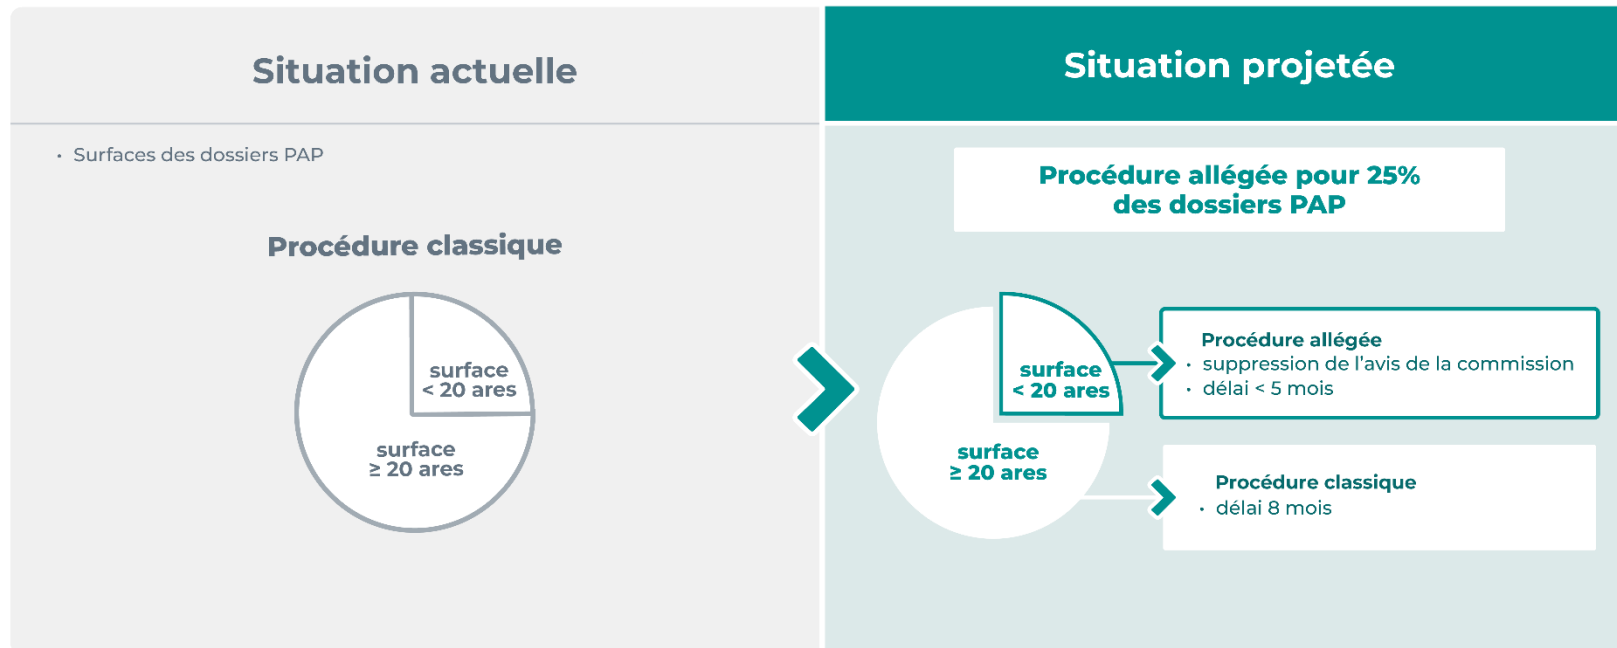 Situation actuelle
• Surfaces des dossiers PAP
Procédure classique
surface
< 20 ares
surface
≥ 20 ares
Situation projetée
Procédure allégée pour 25%
des dossiers PAP
surface
< 20 ares
surface
≥ 20 ares
Procédure allégée
• suppression de l’avis de la commission
• délai < 5 mois
Procédure classique
• délai 8 mois